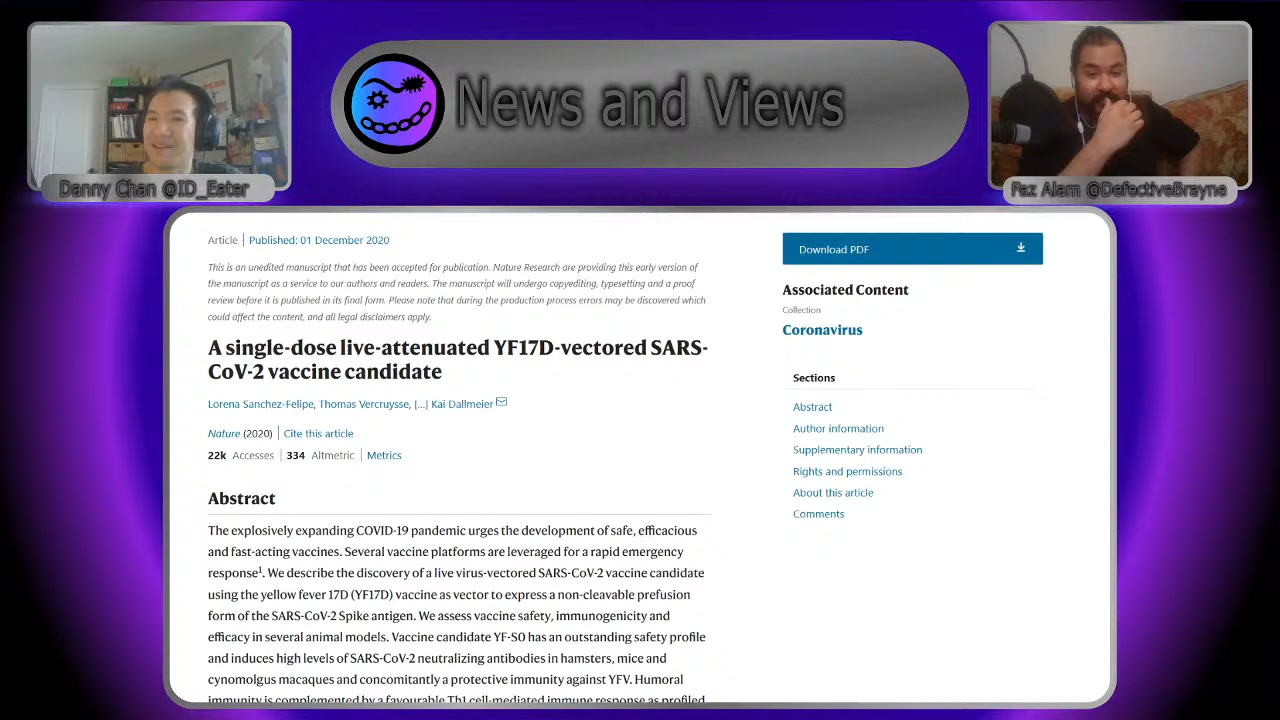 News and Views
Danny Chan @ID_Eater
Faz Alam @DefectiveBrayne
Article | Published: 01 December 2020
This is an unedited manuscript that has been accepted for publication. Nature Research are providing this early version
of the manuscript as a service to our authors and readers. The manuscript will undergo copyediting, typesetting and a proof
review before it is published in its final form. Please note that during the production process errors may be discovered which
could affect the content, and all legal disclaimers apply.
A single-dose live-attenuated YF17D-vectored SARS-
CoV-2 vaccine candidate
Lorena Sanchez-Felipe, Thomas Vercruysse, [...] Kai Dallmeier
Nature (2020) | Cite this article
22k Accesses | 334 Altmetric | Metrics
Abstract
The explosively expanding COVID-19 pandemic urges the development of safe, efficacious
and fast-acting vaccines. Several vaccine platforms are leveraged for a rapid emergency
response1. We describe the discovery of a live virus-vectored SARS-CoV-2 vaccine candidate
using the yellow fever 17D (YF17D) vaccine as vector to express a non-cleavable prefusion
form of the SARS-CoV-2 Spike antigen. We assess vaccine safety, immunogenicity and
efficacy in several animal models. Vaccine candidate YF-S0 has an outstanding safety profile
and induces high levels of SARS-CoV-2 neutralizing antibodies in hamsters, mice and
cynomolgus macaques and concomitantly a protective immunity against YFV. Humoral
immunity is complemented by a favourable Th1 cell-mediated immune response as profiled
Download PDF
Associated Content
Collection
Coronavirus
Sections
Abstract
Author information
Supplementary information
Rights and permissions
About this article
Comments